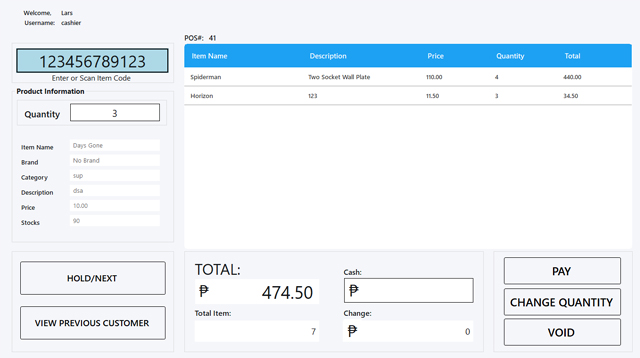 Welcome, Lars
Username: cashier
123456789123
Enter or Scan Item Code
Product Information
Quantity 3
Item Name Days Gone
Brand No Brand
Category sup
Description dsa
Price 10.00
Stocks 90
HOLD/NEXT
VIEW PREVIOUS CUSTOMER
POS#: 41
Item Name Description Price Quantity Total
Spiderman Two Socket Wall Plate 110.00 4 440.00
Horizon 123 11.50 3 34.50
TOTAL:
₱ 474.50
Total Item:
7
Cash:
₱
Change:
₱ 0
PAY
CHANGE QUANTITY
VOID